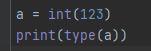 a = int(123)
print(type(a))